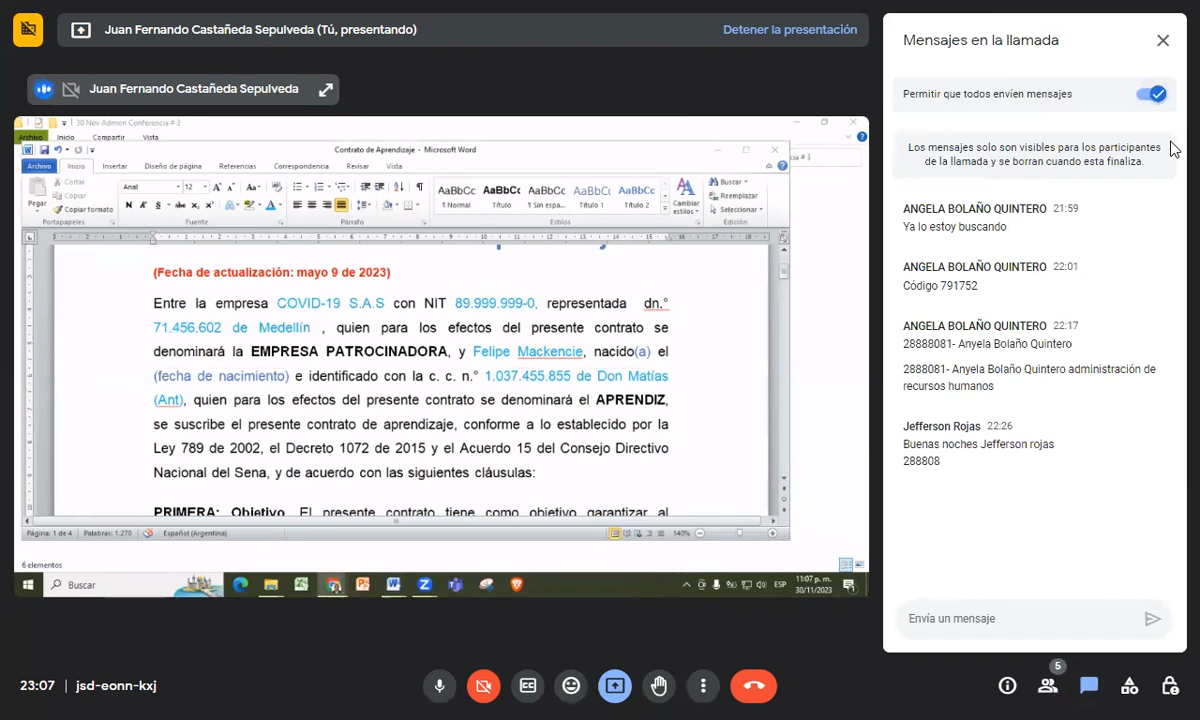 Juan Fernando Castañeda Sepulveda (Tú, presentando)
Detener la presentación
Juan Fernando Castañeda Sepulveda
30 Nov Admon Conferencia # 3
Archivo Inicio Compartir Vista
Contrato de Aprendizaje - Microsoft Word
Archivo Inicio Insertar Diseño de página Referencias Correspondencia Revisar Vista
Cortar
Copiar
Copiar formato
Pegar
Portapapeles
Arial 12
Fuente
Párrafo
AaBbCc AaBbCc AaBbCc AaBbCc AaBbCc
¶ Normal Título ¶ Sin espa... Título 1 Título 2
Cambiar estilos
Estilos
Buscar
Reemplazar
Seleccionar
Edición
(Fecha de actualización: mayo 9 de 2023)
Entre la empresa COVID-19 S.A.S con NIT 89.999.999-0, representada dn.°
71.456.602 de Medellín , quien para los efectos del presente contrato se
denominará la EMPRESA PATROCINADORA, y Felipe Mackencie, nacido(a) el
(fecha de nacimiento) e identificado con la c. c. n.° 1.037.455.855 de Don Matías
(Ant), quien para los efectos del presente contrato se denominará el APRENDIZ,
se suscribe el presente contrato de aprendizaje, conforme a lo establecido por la
Ley 789 de 2002, el Decreto 1072 de 2015 y el Acuerdo 15 del Consejo Directivo
Nacional del Sena, y de acuerdo con las siguientes cláusulas:
PRIMERA: Objetivo. El presente contrato tiene como objetivo garantizar al
Página: 1 de 4 Palabras: 1.270 Español (Argentina) 140%
6 elementos
Buscar
ESP
11:07 p. m.
30/11/2023
Mensajes en la llamada
Permitir que todos envíen mensajes
Los mensajes solo son visibles para los participantes
de la llamada y se borran cuando esta finaliza.
ANGELA BOLAÑO QUINTERO 21:59
Ya lo estoy buscando
ANGELA BOLAÑO QUINTERO 22:01
Código 791752
ANGELA BOLAÑO QUINTERO 22:17
28888081- Anyela Bolaño Quintero
2888081- Anyela Bolaño Quintero administración de
recursos humanos
Jefferson Rojas 22:26
Buenas noches Jefferson rojas
288808
Envía un mensaje
23:07 | jsd-eonn-kxj
5